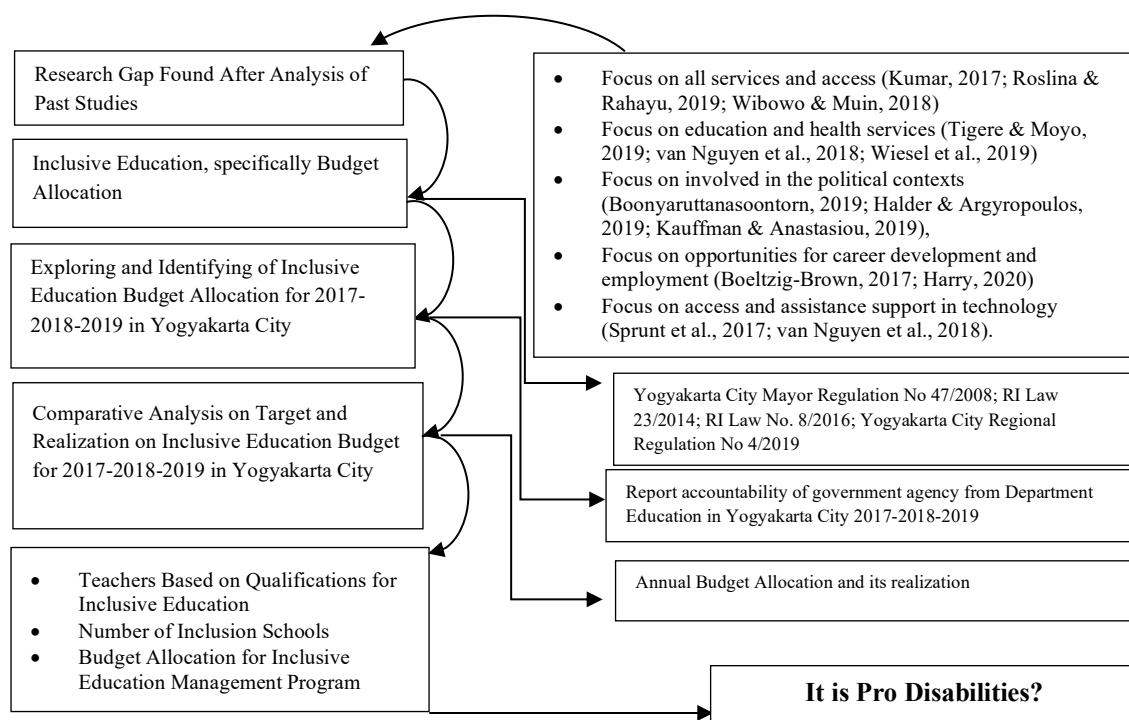 Research Gap Found After Analysis of
Past Studies
Inclusive Education, specifically Budget
Allocation
Exploring and Identifying of Inclusive
Education Budget Allocation for 2017-
2018-2019 in Yogyakarta City
Comparative Analysis on Target and
Realization on Inclusive Education Budget
for 2017-2018-2019 in Yogyakarta City
• Teachers Based on Qualifications for
Inclusive Education
• Number of Inclusion Schools
• Budget Allocation for Inclusive
Education Management Program
• Focus on all services and access (Kumar, 2017; Roslina &
Rahayu, 2019; Wibowo & Muin, 2018)
• Focus on education and health services (Tigere & Moyo,
2019; van Nguyen et al., 2018; Wiesel et al., 2019)
• Focus on involved in the political contexts
(Boonyaruttanasoontorn, 2019; Halder & Argyropoulos,
2019; Kauffman & Anastasiou, 2019),
• Focus on opportunities for career development and
employment (Boeltzig-Brown, 2017; Harry, 2020)
• Focus on access and assistance support in technology
(Sprunt et al., 2017; van Nguyen et al., 2018).
Yogyakarta City Mayor Regulation No 47/2008; RI Law
23/2014; RI Law No. 8/2016; Yogyakarta City Regional
Regulation No 4/2019
Report accountability of government agency from Department
Education in Yogyakarta City 2017-2018-2019
Annual Budget Allocation and its realization
It is Pro Disabilities?